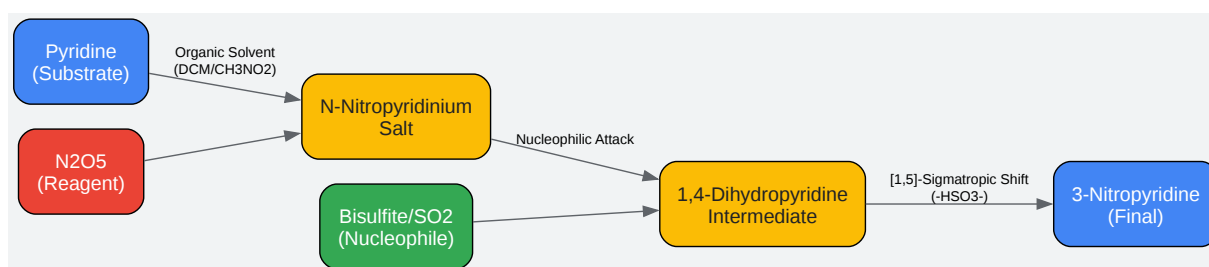 Pyridine
(Substrate)
Organic Solvent
(DCM/CH3NO2)
N2O5
(Reagent)
N-Nitropyridinium
Salt
Nucleophilic Attack
Bisulfite/SO2
(Nucleophile)
1,4-Dihydropyridine
Intermediate
[1,5]-Sigmatropic Shift
(-HSO3-)
3-Nitropyridine
(Final)